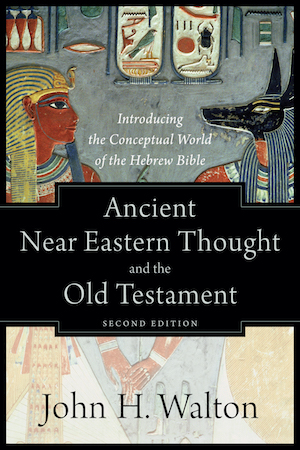 Introducing
the Conceptual World
of the Hebrew Bible
Ancient
Near Eastern Thought
and the
Old Testament
SECOND EDITION
John H. Walton